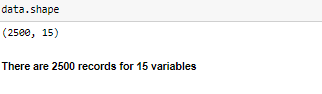 data.shape
(2500, 15)
There are 2500 records for 15 variables